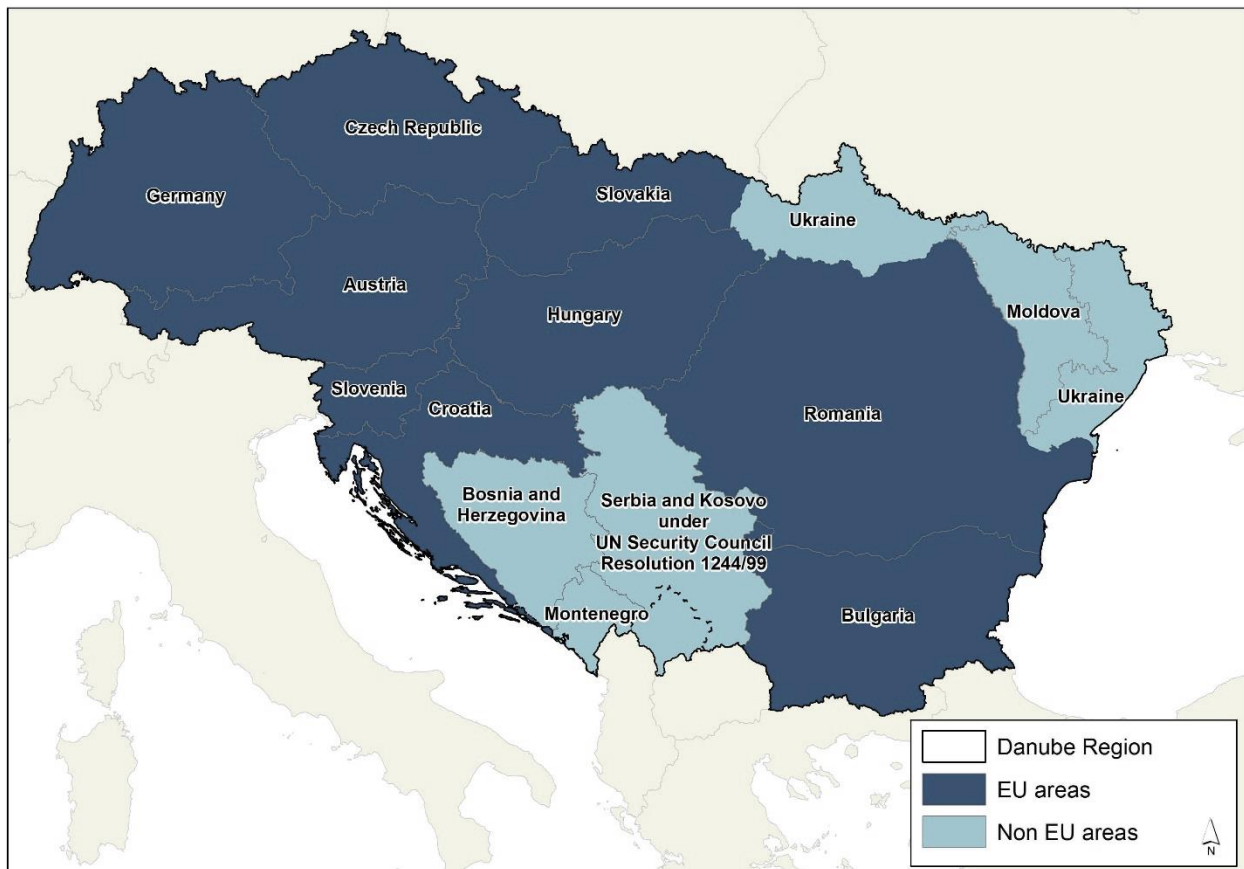 Czech Republic
Germany
Slovakia
Ukraine
Austria
Moldova
Hungary
Slovenia
Ukraine
Croatia
Romania
Bosnia and
Herzegovina
Serbia and Kosovo
under
UN Security Council
Resolution 1244/99
Montenegro
Bulgaria
Danube Region
EU areas
Non EU areas
N